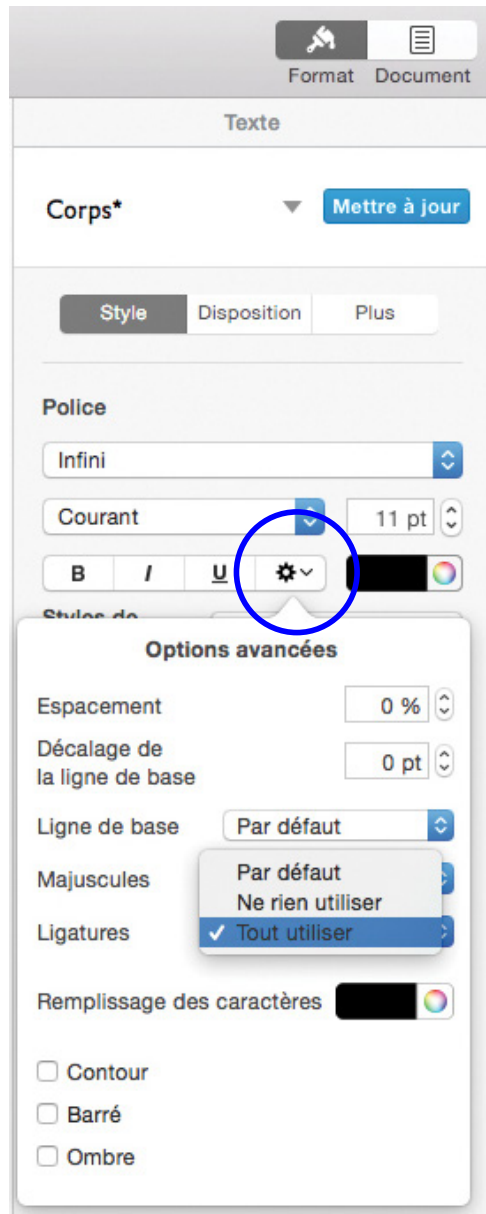 Format Document
Texte
Corps* Mettre à jour
Style Disposition Plus
Police
Infini
Courant 11 pt
B I U
Styles de
Options avancées
Espacement 0 %
Décalage de
la ligne de base 0 pt
Ligne de base Par défaut
Majuscules Par défaut
Ne rien utiliser
Ligatures ✓ Tout utiliser
Remplissage des caractères
Contour
Barré
Ombre